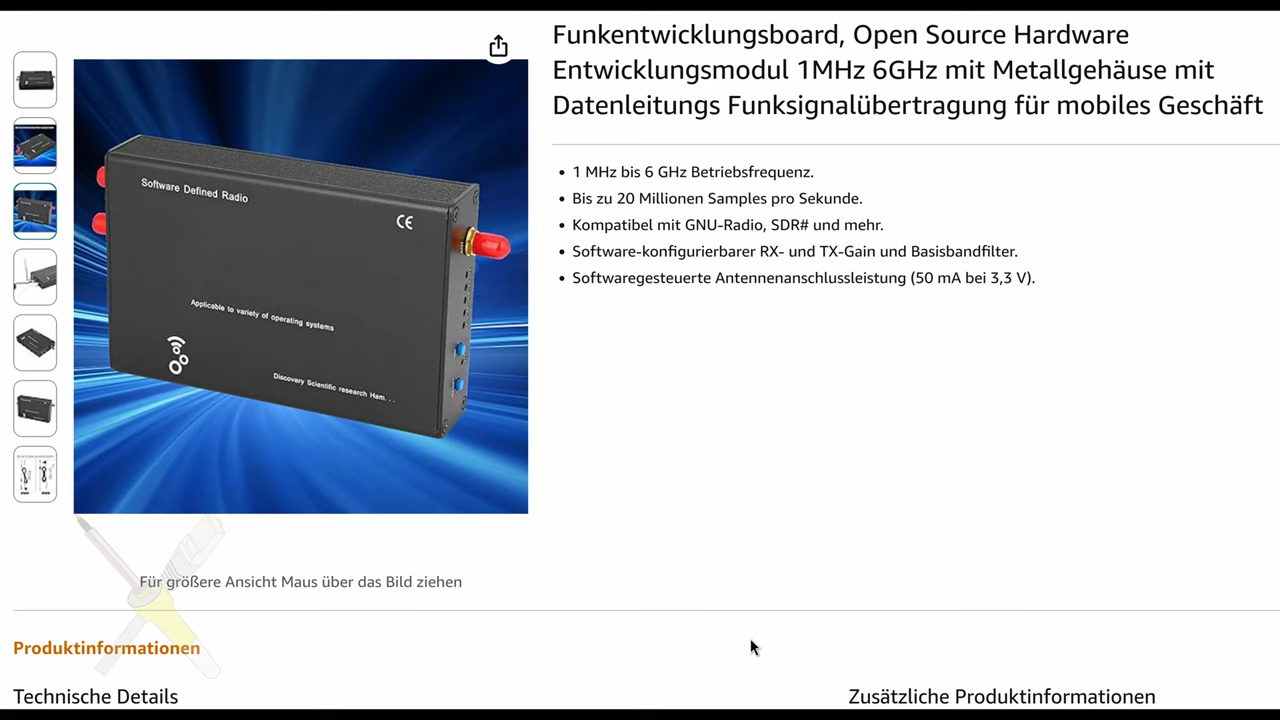 Funkentwicklungsboard, Open Source Hardware
Entwicklungsmodul 1MHz 6GHz mit Metallgehäuse mit
Datenleitungs Funksignalübertragung für mobiles Geschäft
1 MHz bis 6 GHz Betriebsfrequenz.
Bis zu 20 Millionen Samples pro Sekunde.
Kompatibel mit GNU-Radio, SDR# und mehr.
Software-konfigurierbarer RX- und TX-Gain und Basisbandfilter.
Softwaregesteuerte Antennenanschlussleistung (50 mA bei 3,3 V).
Software Defined Radio
CE
Applicable to variety of operating systems
Discovery Scientific research Ham. . .
Für größere Ansicht Maus über das Bild ziehen
Produktinformationen
Technische Details
Zusätzliche Produktinformationen